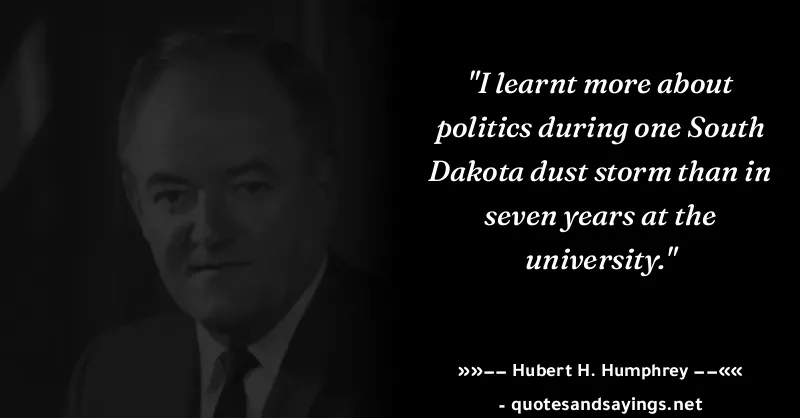 "I learnt more about
politics during one South
Dakota dust storm than in
seven years at the
university."
»»−− Hubert H. Humphrey −−««
- quotesandsayings.net